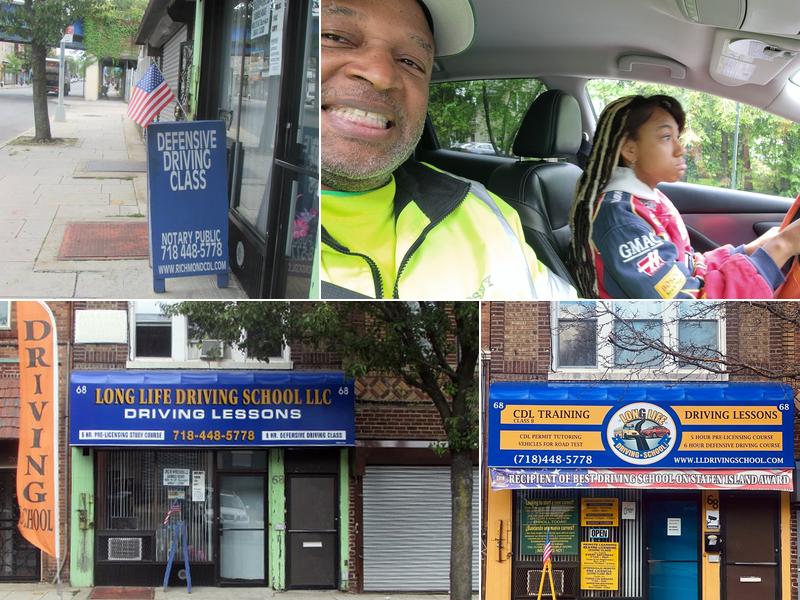 DEFENSIVE
DRIVING
CLASS
NOTARY PUBLIC
718 448-5778
WWW.RICHMONDCDL.COM
GMAC
DRIVING
SCHOOL
68 LONG LIFE DRIVING SCHOOL LLC 68
DRIVING LESSONS
5 HR. PRE-LICENSING STUDY COURSE 718-448-5778 6 HR. DEFENSIVE DRIVING CLASS
68
68 CDL TRAINING
CLASS B
CDL PERMIT TUTORING
VEHICLES FOR ROAD TEST
(718)448-5778
LONG LIFE
DRIVING SCHOOL
DRIVING LESSONS 68
5 HOUR PRE-LICENSING COURSE
6 HOUR DEFENSIVE DRIVING COURSE
WWW.LLDRIVINGSCHOOL.COM
RECIPIENT OF BEST DRIVING SCHOOL ON STATEN ISLAND AWARD
OPEN
68